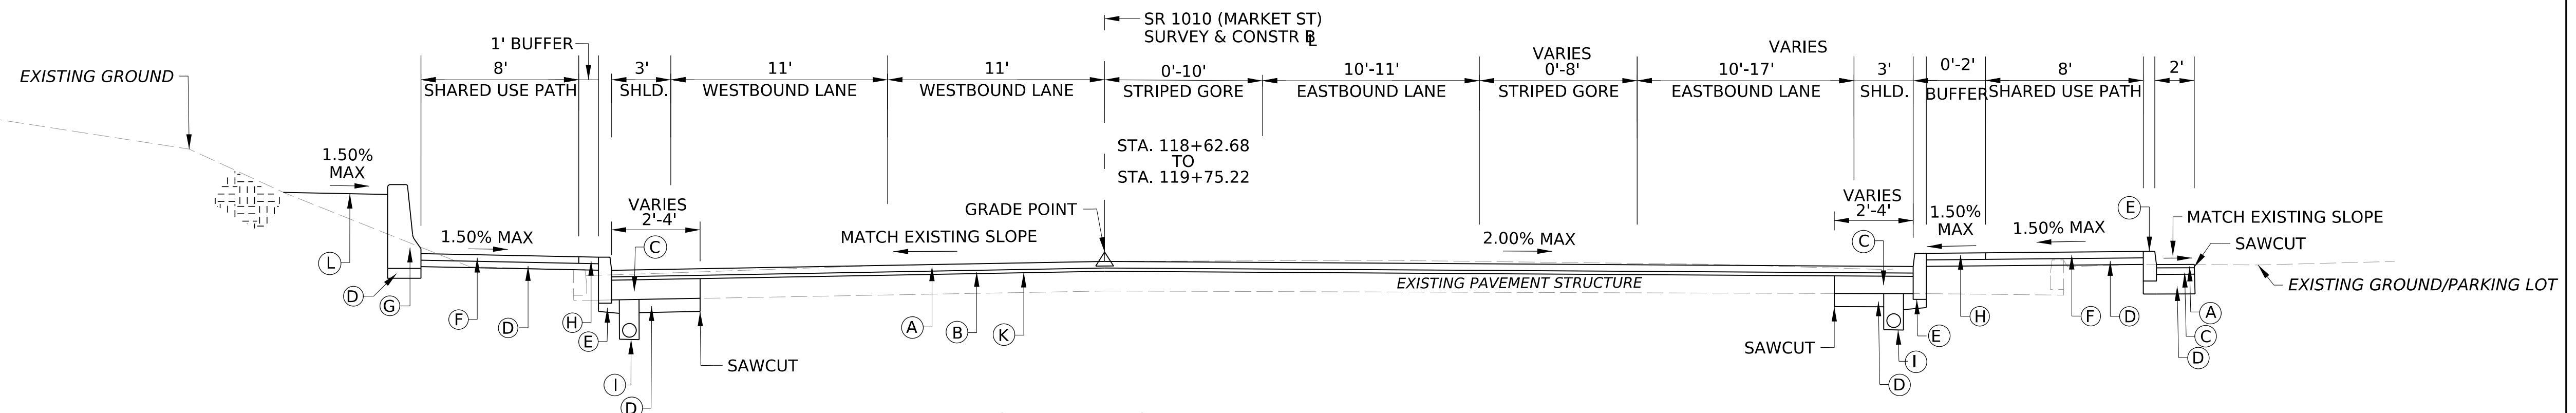 SR 1010 (MARKET ST)
SURVEY & CONSTR BL
1' BUFFER
VARIES
VARIES
EXISTING GROUND
8'
3'
11'
11'
0'-10'
10'-11'
0'-8'
10'-17'
3'
0'-2'
8'
2'
SHARED USE PATH
SHLD.
WESTBOUND LANE
WESTBOUND LANE
STRIPED GORE
EASTBOUND LANE
STRIPED GORE
EASTBOUND LANE
SHLD.
BUFFER
SHARED USE PATH
STA. 118+62.68
TO
STA. 119+75.22
1.50%
MAX
VARIES
2'-4'
GRADE POINT
VARIES
2'-4'
1.50%
MAX
E
MATCH EXISTING SLOPE
1.50% MAX
C
MATCH EXISTING SLOPE
2.00% MAX
C
1.50% MAX
SAWCUT
L
EXISTING PAVEMENT STRUCTURE
EXISTING GROUND/PARKING LOT
D
G
F
D
H
E
A
B
K
SAWCUT
I
D
SAWCUT
D
I
E
H
F
D
A
C
D